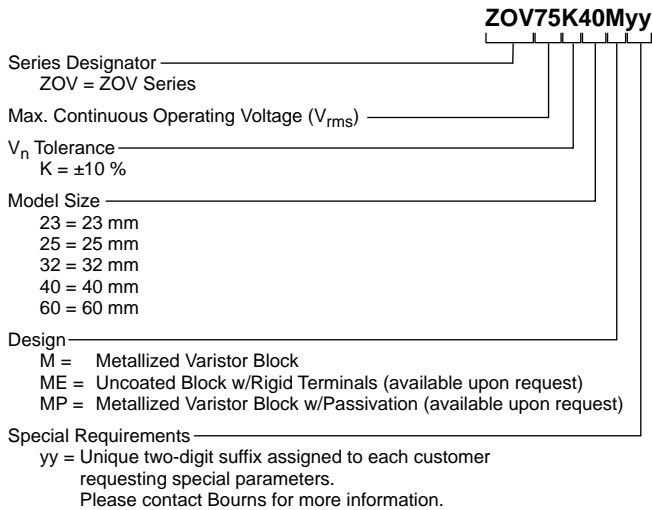 ZOV75K40Myy
Series Designator
ZOV = ZOV Series
Max. Continuous Operating Voltage (Vrms)
Vn Tolerance
K = ±10 %
Model Size
23 = 23 mm
25 = 25 mm
32 = 32 mm
40 = 40 mm
60 = 60 mm
Design
M = Metallized Varistor Block
ME = Uncoated Block w/Rigid Terminals (available upon request)
MP = Metallized Varistor Block w/Passivation (available upon request)
Special Requirements
yy = Unique two-digit suffix assigned to each customer
requesting special parameters.
Please contact Bourns for more information.